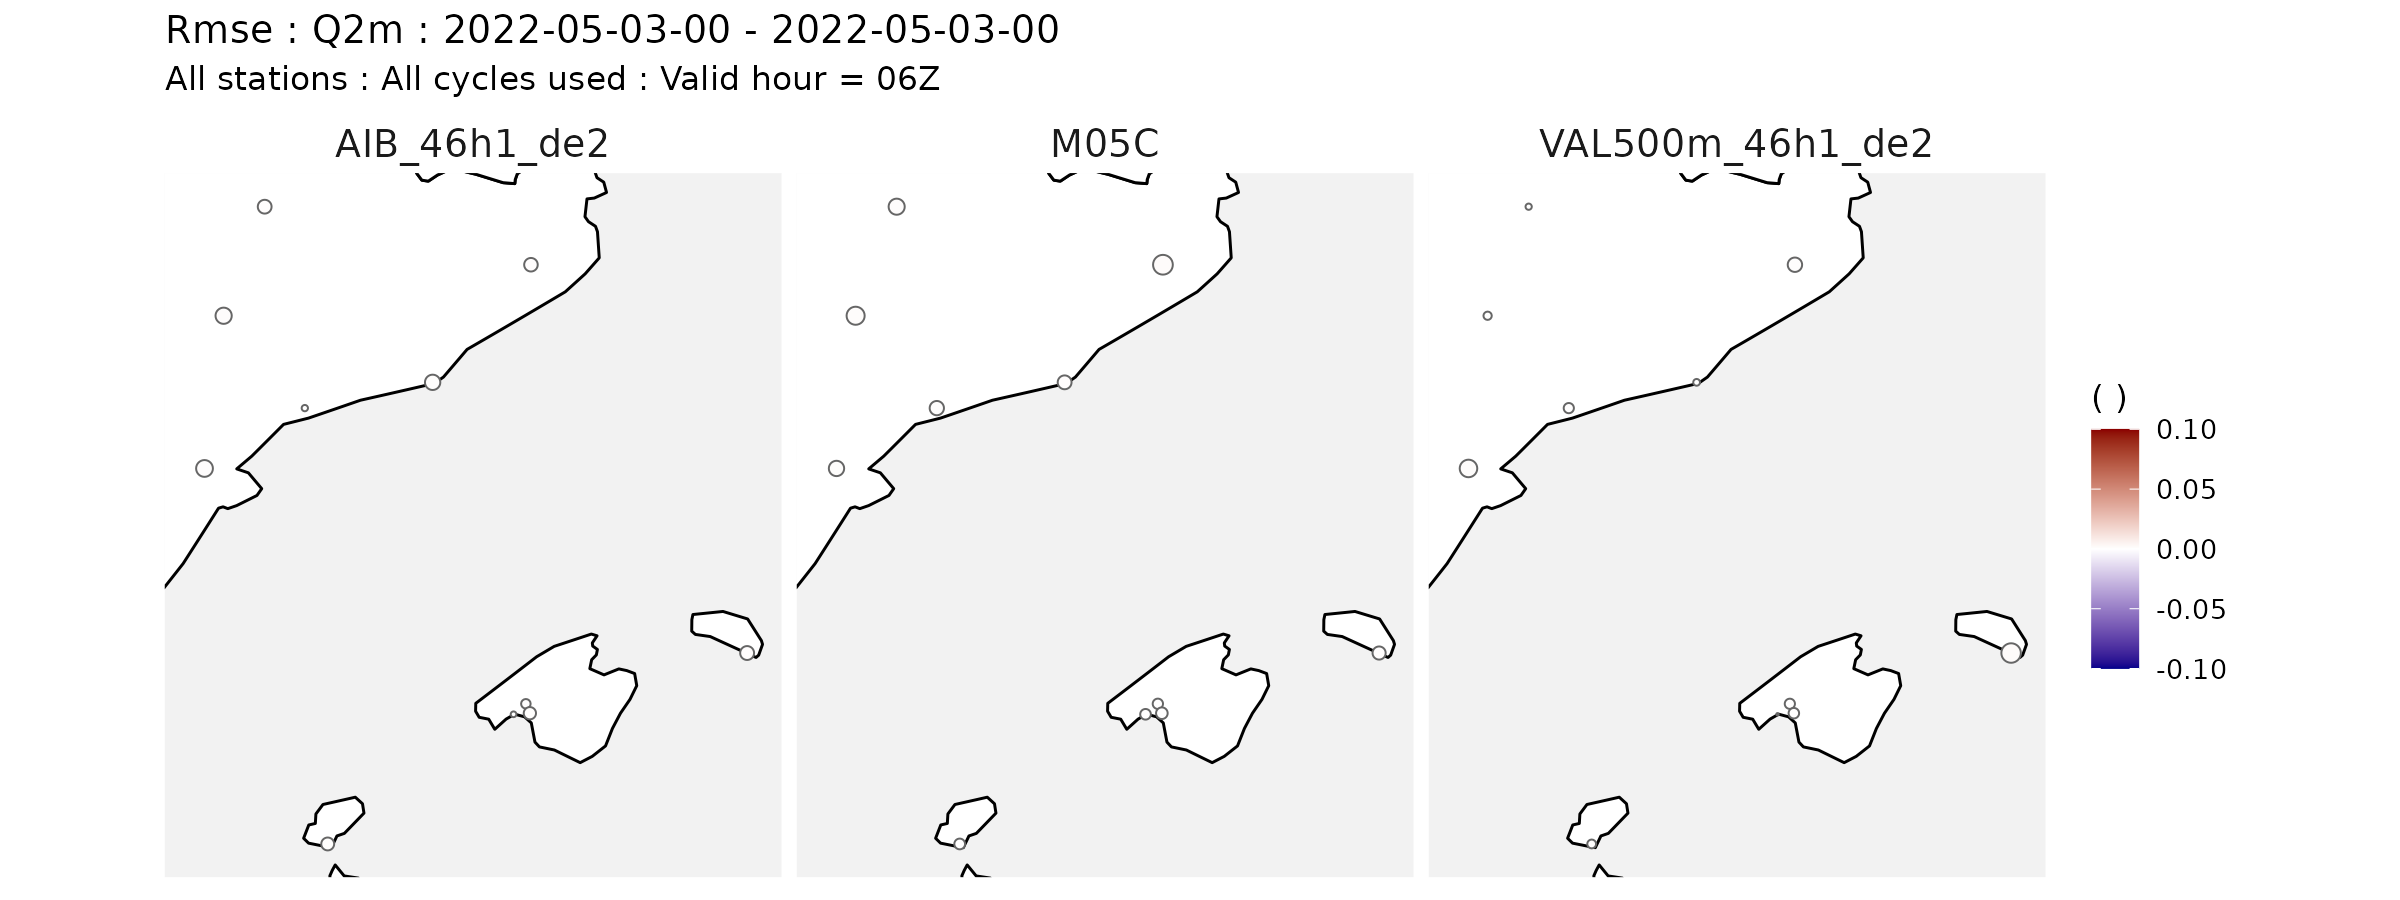 Rmse : Q2m : 2022-05-03-00 - 2022-05-03-00
All stations : All cycles used : Valid hour = 06Z
AIB_46h1_de2
M05C
VAL500m_46h1_de2
( )
0.10
0.05
0.00
-0.05
-0.10